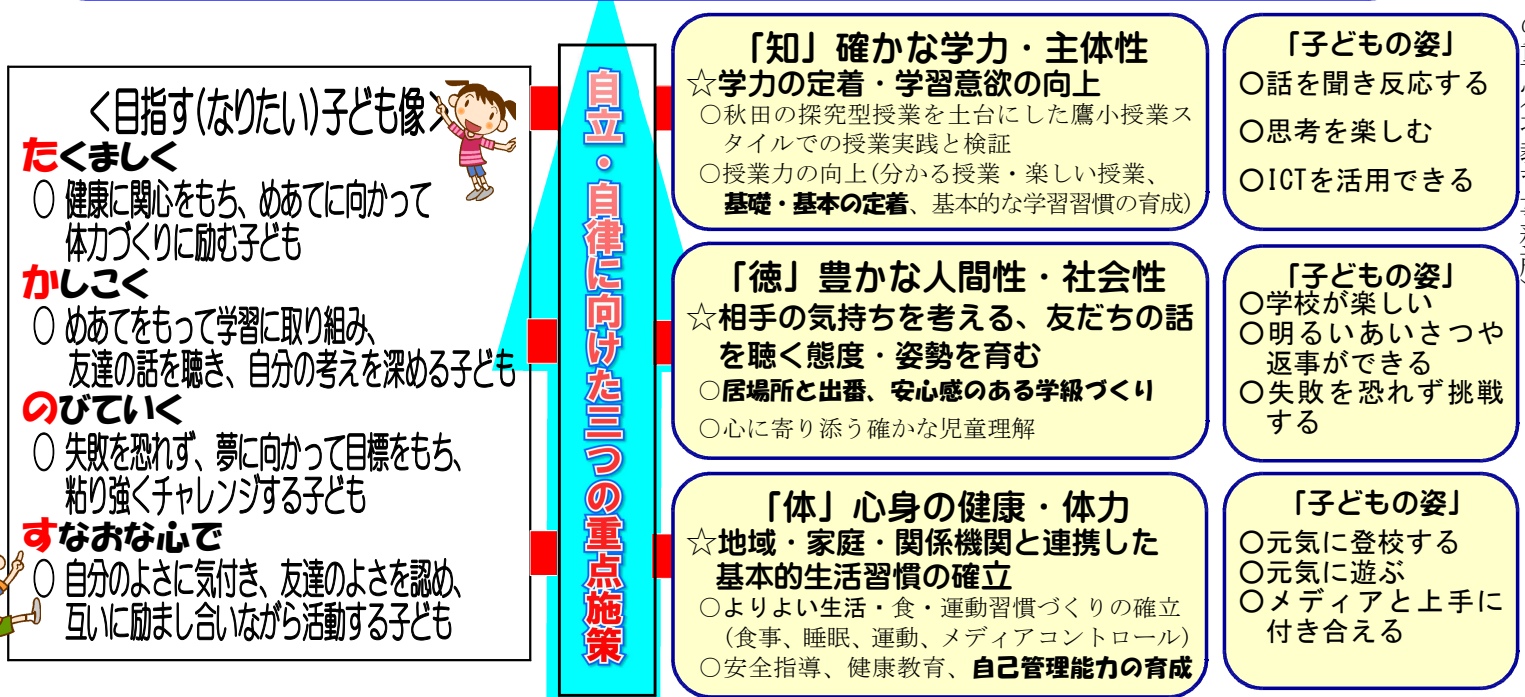 ＜目指す(なりたい)子ども像＞
たくましく
○ 健康に関心をもち、めあてに向かって
体力づくりに励む子ども
かしこく
○ めあてをもって学習に取り組み、
友達の話を聴き、自分の考えを深める子ども
のびていく
○ 失敗を恐れず、夢に向かって目標をもち、
粘り強くチャレンジする子ども
すなおな心で
○ 自分のよさに気付き、友達のよさを認め、
互いに励まし合いながら活動する子ども
自立・自律に向けた三つの重点施策
「知」確かな学力・主体性
☆学力の定着・学習意欲の向上
○秋田の探究型授業を土台にした鷹小授業ス
タイルでの授業実践と検証
○授業力の向上(分かる授業・楽しい授業、
基礎・基本の定着、基本的な学習習慣の育成)
「子どもの姿」
○話を聞き反応する
○思考を楽しむ
○ICTを活用できる
「徳」豊かな人間性・社会性
☆相手の気持ちを考える、友だちの話
を聴く態度・姿勢を育む
○居場所と出番、安心感のある学級づくり
○心に寄り添う確かな児童理解
「子どもの姿」
○学校が楽しい
○明るいあいさつや
返事ができる
○失敗を恐れず挑戦
する
「体」心身の健康・体力
☆地域・家庭・関係機関と連携した
基本的生活習慣の確立
○よりよい生活・食・運動習慣づくりの確立
(食事、睡眠、運動、メディアコントロール)
○安全指導、健康教育、自己管理能力の育成
「子どもの姿」
○元気に登校する
○元気に遊ぶ
○メディアと上手に
付き合える